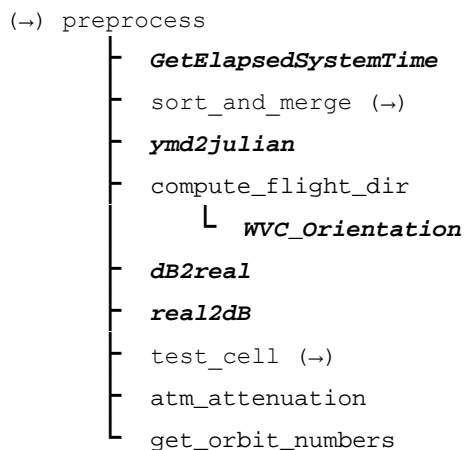 (→) preprocess
GetElapsedSystemTime
sort_and_merge (→)
ymd2julian
compute_flight_dir
WVC_Orientation
dB2real
real2dB
test_cell (→)
atm_attenuation
get_orbit_numbers